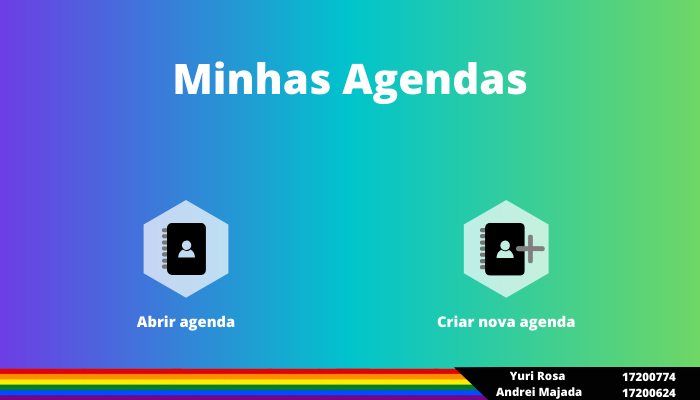 Minhas Agendas
Abrir agenda
Criar nova agenda
Yuri Rosa 17200774
Andrei Majada 17200624